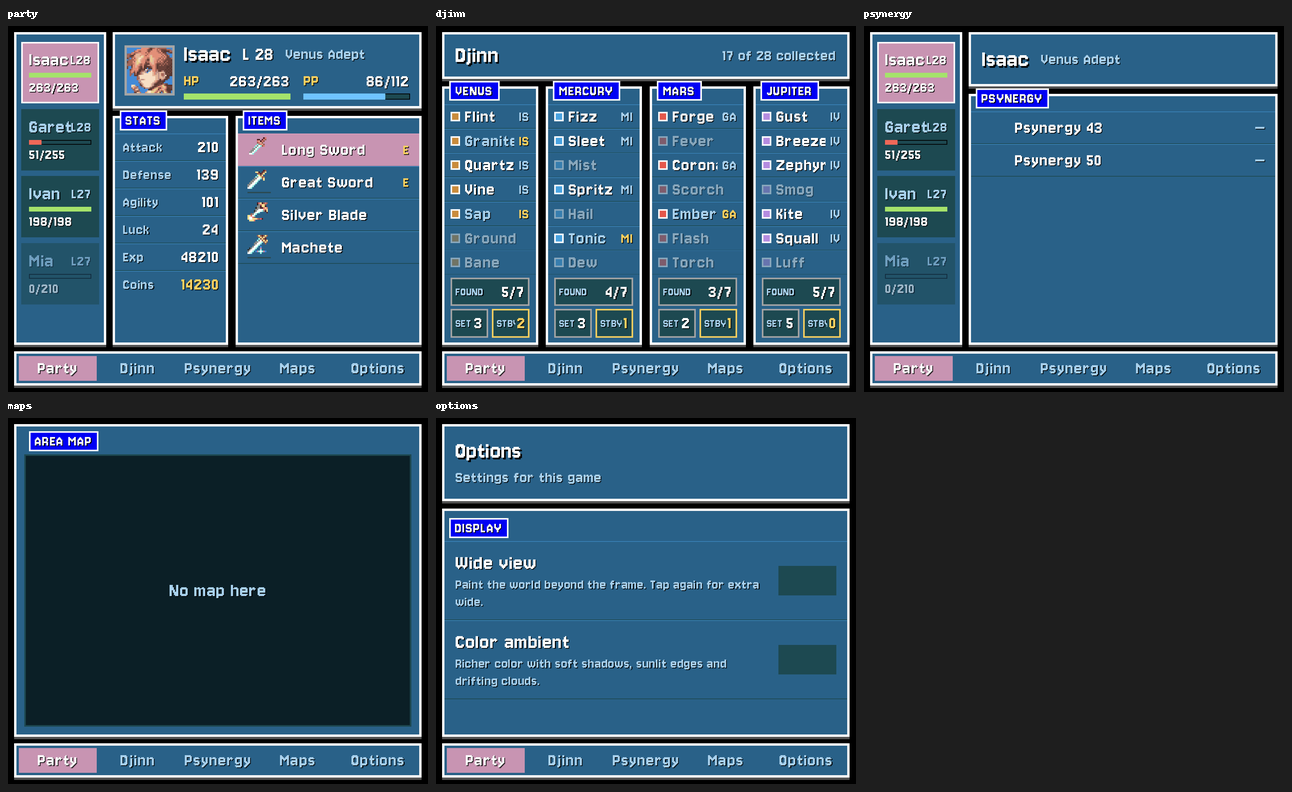 party
Isaac L28
263/263
Garet L28
51/255
Ivan L27
198/198
Mia L27
0/210
Isaac L 28 Venus Adept
HP 263/263 PP 86/112
STATS
Attack 210
Defense 139
Agility 101
Luck 24
Exp 48210
Coins 14230
ITEMS
Long Sword E
Great Sword E
Silver Blade
Machete
Party Djinn Psynergy Maps Options
djinn
Djinn 17 of 28 collected
VENUS
Flint IS
Granite IS
Quartz IS
Vine IS
Sap IS
Ground
Bane
FOUND 5/7
SET 3 STBY 2
MERCURY
Fizz MI
Sleet MI
Mist
Spritz MI
Hail
Tonic MI
Dew
FOUND 4/7
SET 3 STBY 1
MARS
Forge GA
Fever
Coron GA
Scorch
Ember GA
Flash
Torch
FOUND 3/7
SET 2 STBY 1
JUPITER
Gust IV
Breeze IV
Zephyr IV
Smog
Kite IV
Squall IV
Luff
FOUND 5/7
SET 5 STBY 0
Party Djinn Psynergy Maps Options
psynergy
Isaac L28
263/263
Garet L28
51/255
Ivan L27
198/198
Mia L27
0/210
Isaac Venus Adept
PSYNERGY
Psynergy 43 —
Psynergy 50 —
Party Djinn Psynergy Maps Options
maps
AREA MAP
No map here
Party Djinn Psynergy Maps Options
options
Options
Settings for this game
DISPLAY
Wide view
Paint the world beyond the frame. Tap again for extra
wide.
Color ambient
Richer color with soft shadows, sunlit edges and
drifting clouds.
Party Djinn Psynergy Maps Options